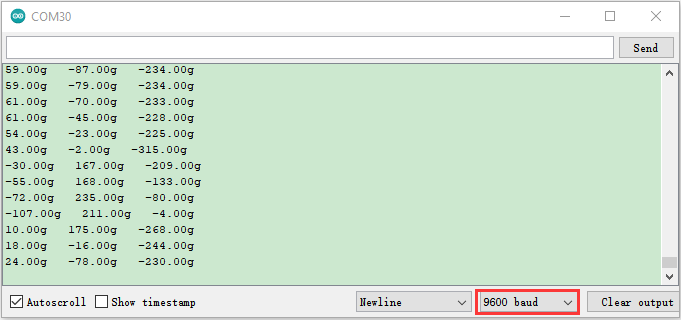 COM30
Send
59.00g -87.00g -234.00g
59.00g -79.00g -234.00g
61.00g -70.00g -233.00g
61.00g -45.00g -228.00g
54.00g -23.00g -225.00g
43.00g -2.00g -315.00g
-30.00g 167.00g -209.00g
-55.00g 168.00g -133.00g
-72.00g 235.00g -80.00g
-107.00g 211.00g -4.00g
10.00g 175.00g -268.00g
18.00g -16.00g -244.00g
24.00g -78.00g -230.00g
Autoscroll Show timestamp Newline 9600 baud Clear output